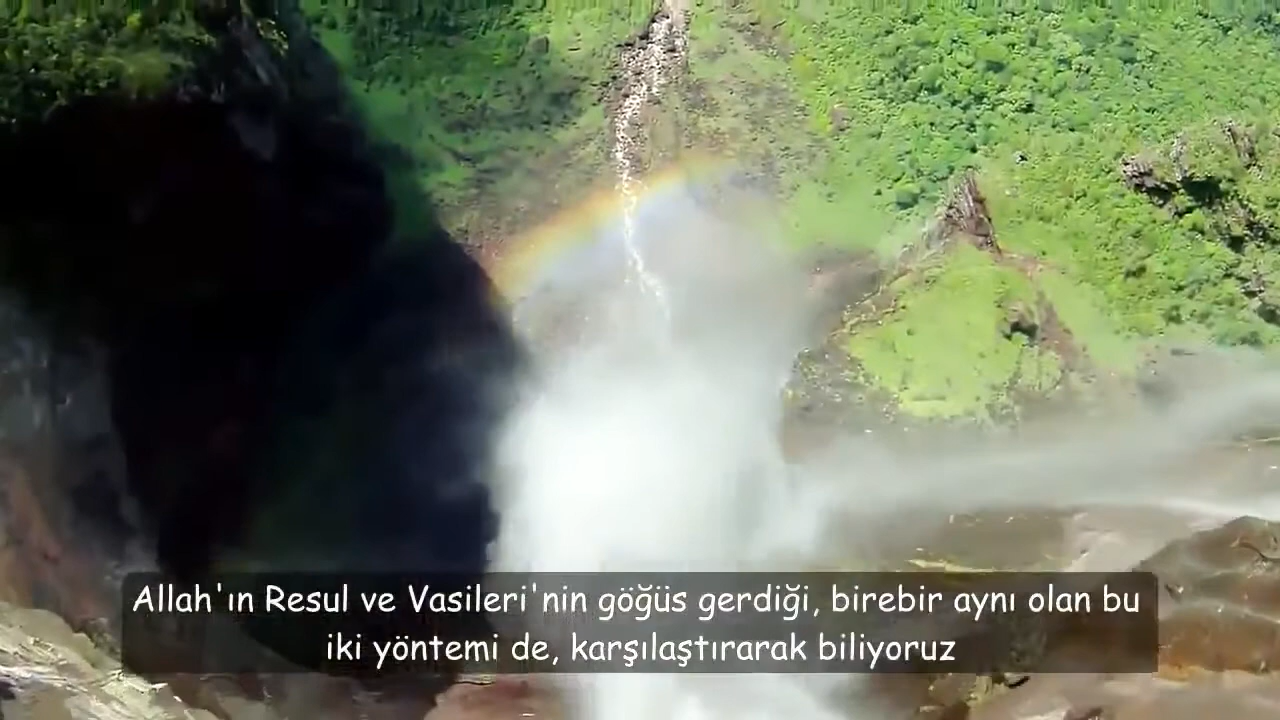 Allah'ın Resul ve Vasileri'nin göğüs gerdiği, birebir aynı olan bu
iki yöntemi de, karşılaştırarak biliyoruz